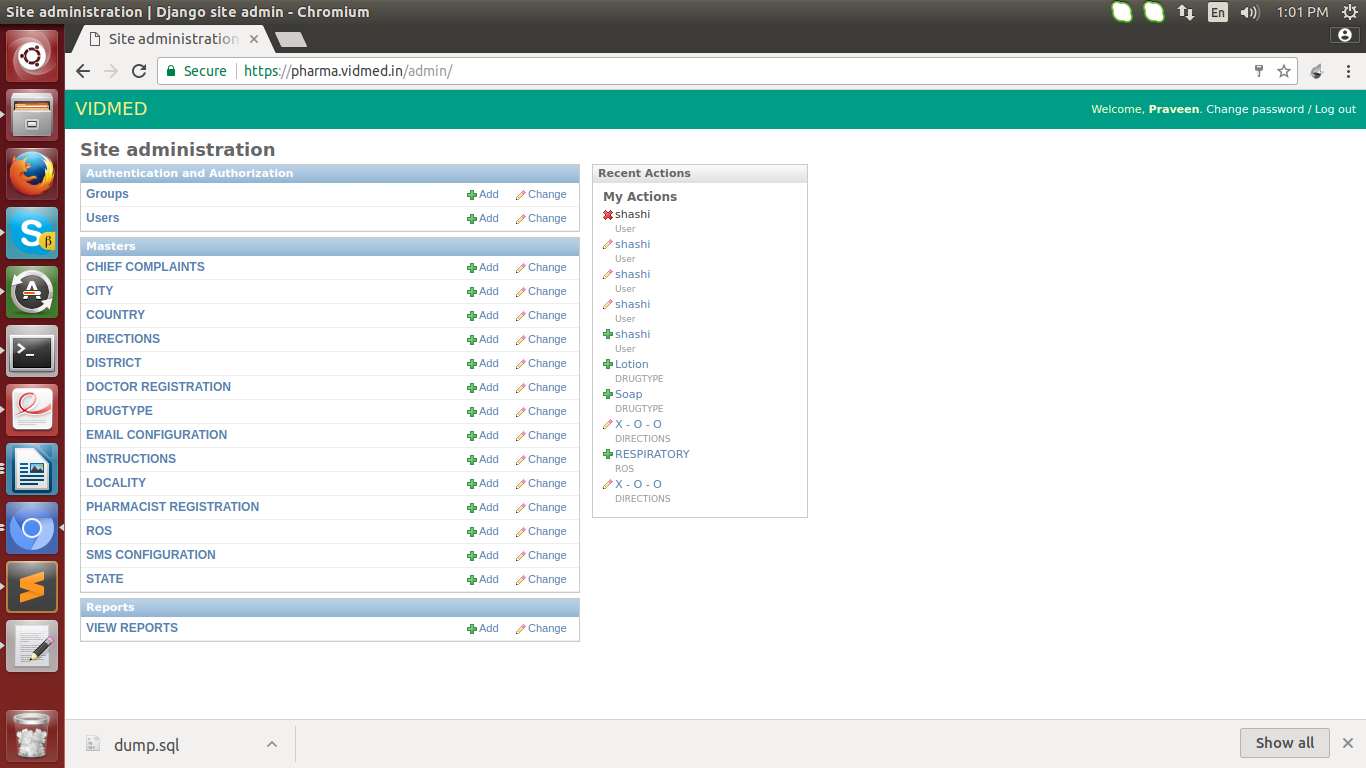 Site administration | Django site admin - Chromium
En
1:01 PM
Site administration
Secure
https://pharma.vidmed.in/admin/
VIDMED
Welcome, Praveen. Change password / Log out
Site administration
Authentication and Authorization
Groups Add Change
Users Add Change
Masters
CHIEF COMPLAINTS Add Change
CITY Add Change
COUNTRY Add Change
DIRECTIONS Add Change
DISTRICT Add Change
DOCTOR REGISTRATION Add Change
DRUGTYPE Add Change
EMAIL CONFIGURATION Add Change
INSTRUCTIONS Add Change
LOCALITY Add Change
PHARMACIST REGISTRATION Add Change
ROS Add Change
SMS CONFIGURATION Add Change
STATE Add Change
Reports
VIEW REPORTS Add Change
Recent Actions
My Actions
shashi
User
shashi
User
shashi
User
shashi
User
shashi
User
Lotion
DRUGTYPE
Soap
DRUGTYPE
X - O - O
DIRECTIONS
RESPIRATORY
ROS
X - O - O
DIRECTIONS
dump.sql
Show all